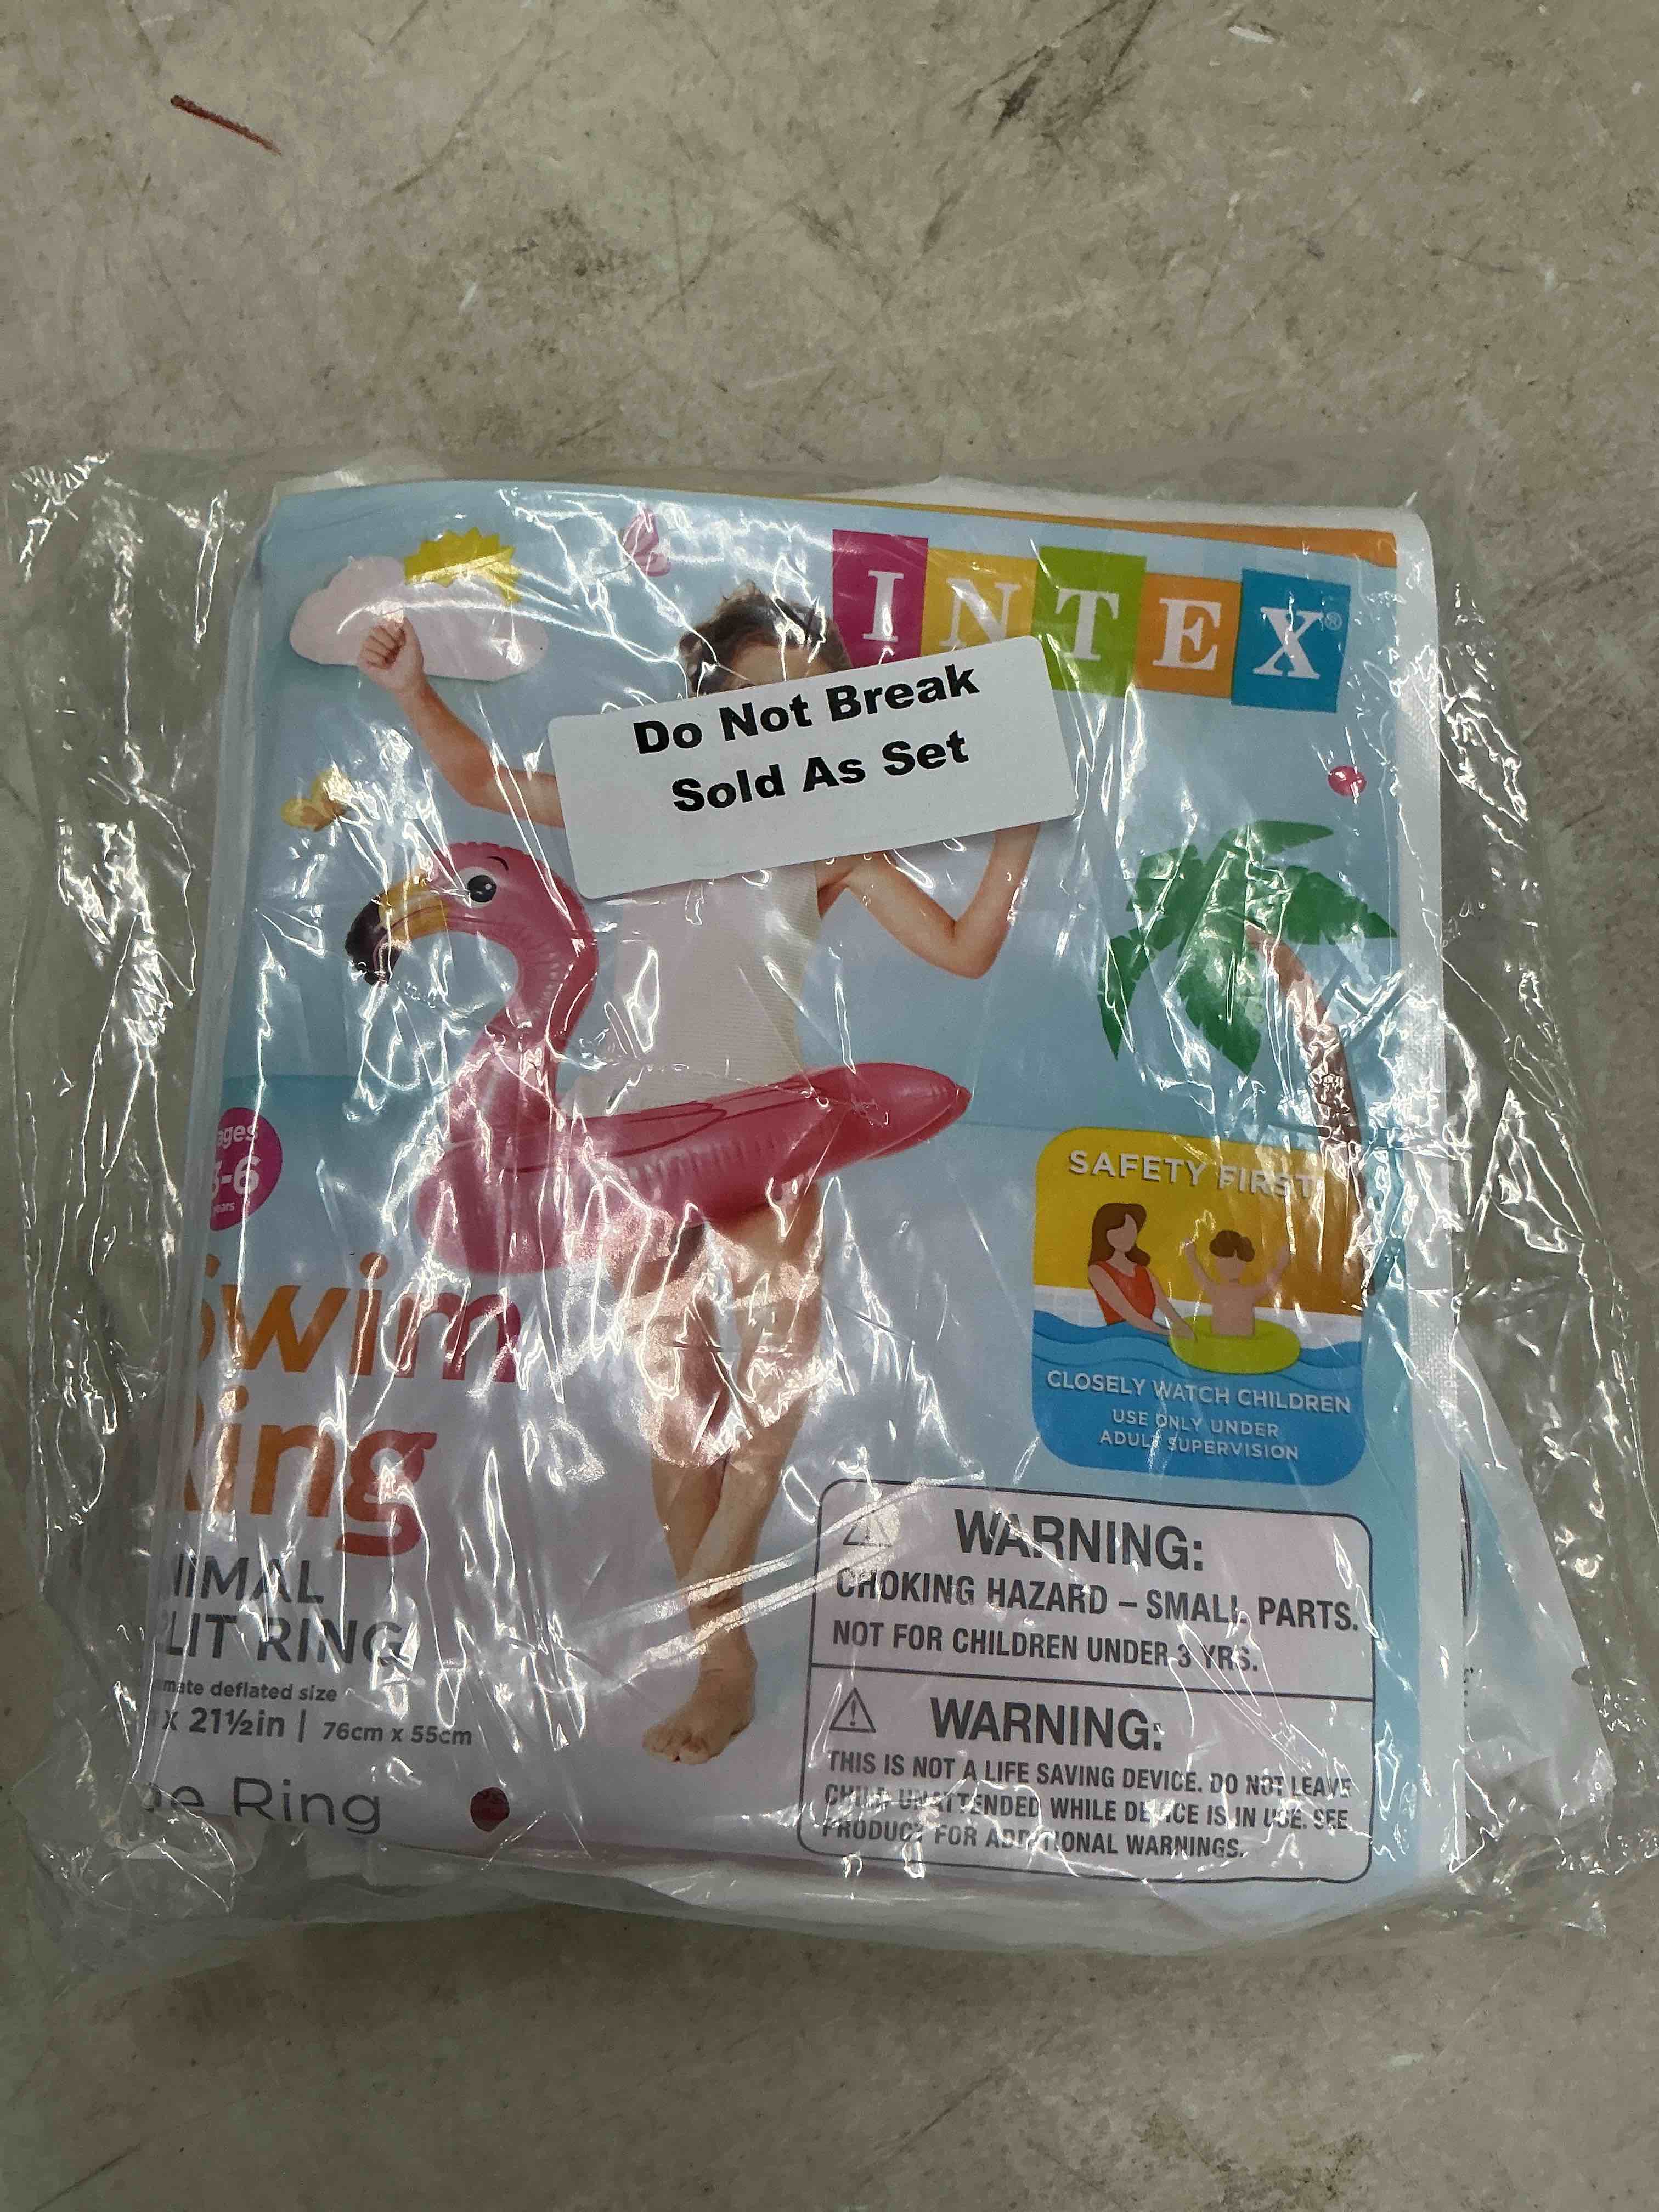 INTEX®
Do Not Break
Sold As Set
ages
3-6
SAFETY FIRST
Swim
Ring
CLOSELY WATCH CHILDREN
USE ONLY UNDER
ADULT SUPERVISION
NIMAL
LIT RING
mate deflated size
x 21½in | 76cm x 55cm
Ring
WARNING:
CHOKING HAZARD – SMALL PARTS.
NOT FOR CHILDREN UNDER 3 YRS.
WARNING:
THIS IS NOT A LIFE SAVING DEVICE. DO NOT LEAVE
CHILD UNATTENDED WHILE DEVICE IS IN USE. SEE
PRODUCT FOR ADDITIONAL WARNINGS.